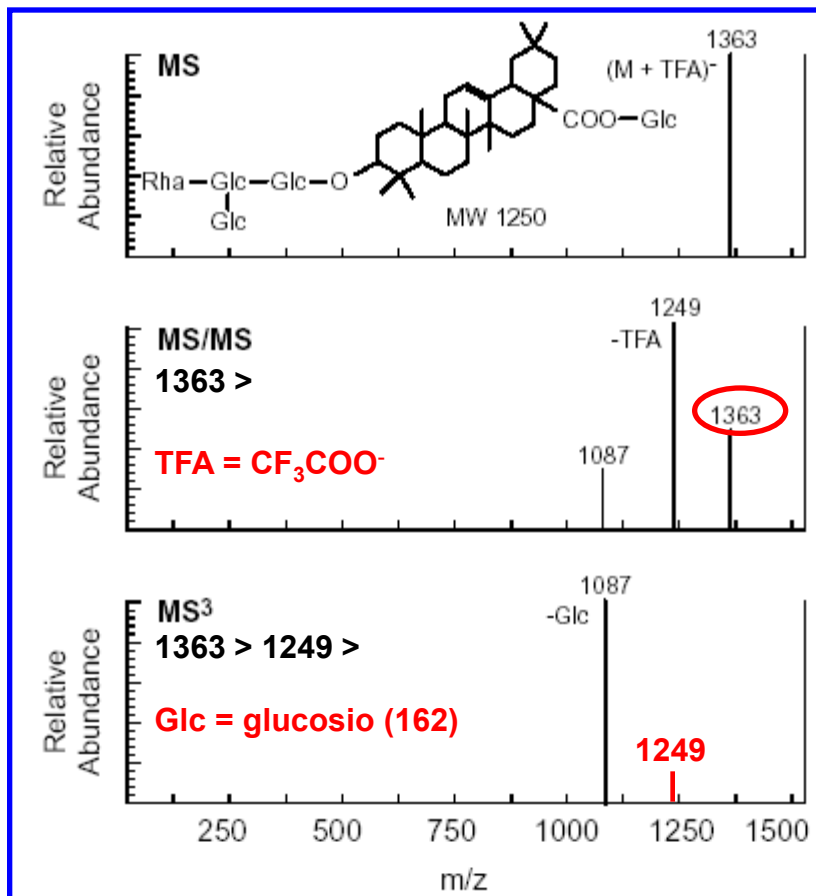 Relative
Abundance
MS
1363
(M + TFA)⁻
COO—Glc
Rha—Glc—Glc—O
Glc
MW 1250
Relative
Abundance
MS/MS
1363 >
TFA = CF₃COO⁻
1249
-TFA
1363
1087
Relative
Abundance
MS³
1363 > 1249 >
Glc = glucosio (162)
1087
-Glc
1249
250 500 750 1000 1250 1500
m/z